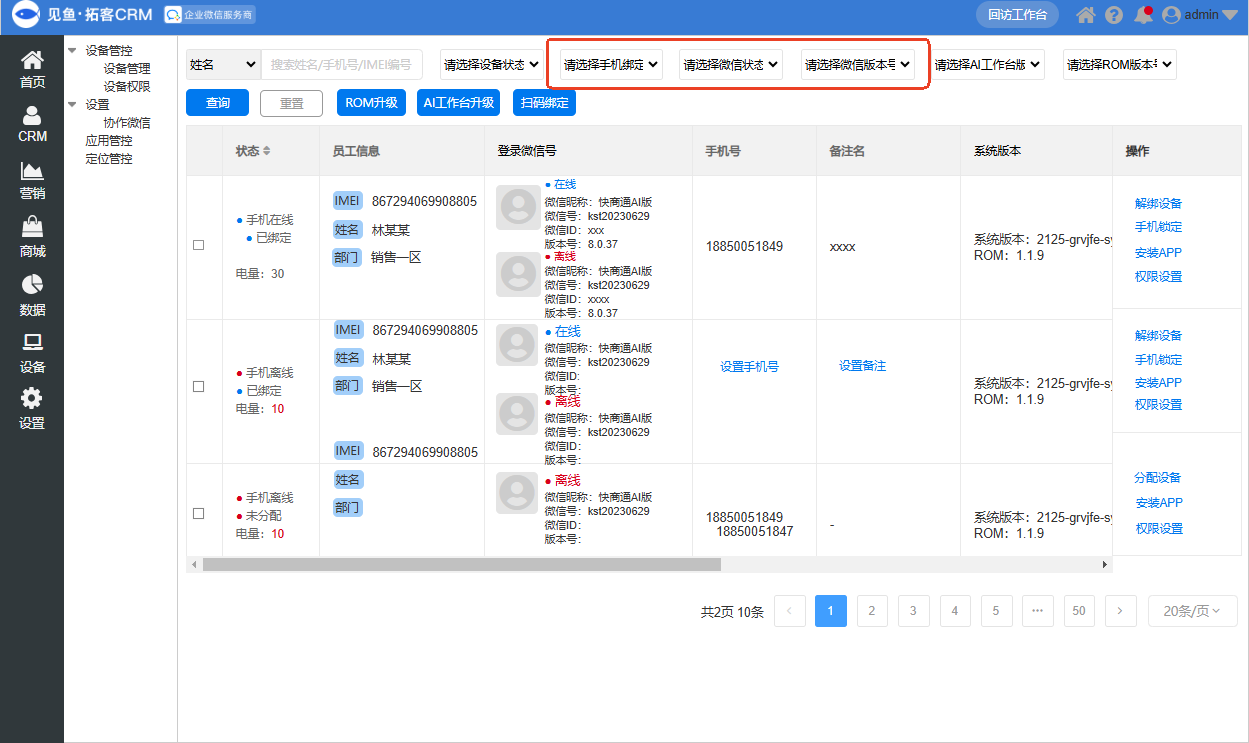 见鱼·拓客CRM 企业微信服务商 回访工作台 admin
首页
CRM
营销
商城
数据
设备
设置
设备管控
设备管理
设备权限
设置
协作微信
应用管控
定位管控
姓名 搜索姓名/手机号/IMEI编号 请选择设备状态 请选择手机绑定 请选择微信状态 请选择微信版本号 请选择AI工作台版 请选择ROM版本号
查询 重置 ROM升级 AI工作台升级 扫码绑定
状态 员工信息 登录微信号 手机号 备注名 系统版本 操作
手机在线
已绑定
电量：30
IMEI 867294069908805
姓名 林某某
部门 销售一区
在线
微信昵称：快商通AI版
微信号：kst20230629
微信ID：xxx
版本号：8.0.37
离线
微信昵称：快商通AI版
微信号：kst20230629
微信ID：xxxx
版本号：8.0.37
18850051849
xxxx
系统版本：2125-grvjfe-sy
ROM：1.1.9
解绑设备
手机锁定
安装APP
权限设置
手机离线
已绑定
电量：10
IMEI 867294069908805
姓名 林某某
部门 销售一区
在线
微信昵称：快商通AI版
微信号：kst20230629
微信ID：
版本号：
离线
微信昵称：快商通AI版
微信号：kst20230629
微信ID：
版本号：
设置手机号
设置备注
系统版本：2125-grvjfe-sy
ROM：1.1.9
解绑设备
手机锁定
安装APP
权限设置
手机离线
未分配
电量：10
IMEI 867294069908805
姓名
部门
离线
微信昵称：快商通AI版
微信号：kst20230629
微信ID：
版本号：
18850051849
18850051847
-
系统版本：2125-grvjfe-sy
ROM：1.1.9
分配设备
安装APP
权限设置
共2页 10条 < 1 2 3 4 5 ··· 50 > 20条/页